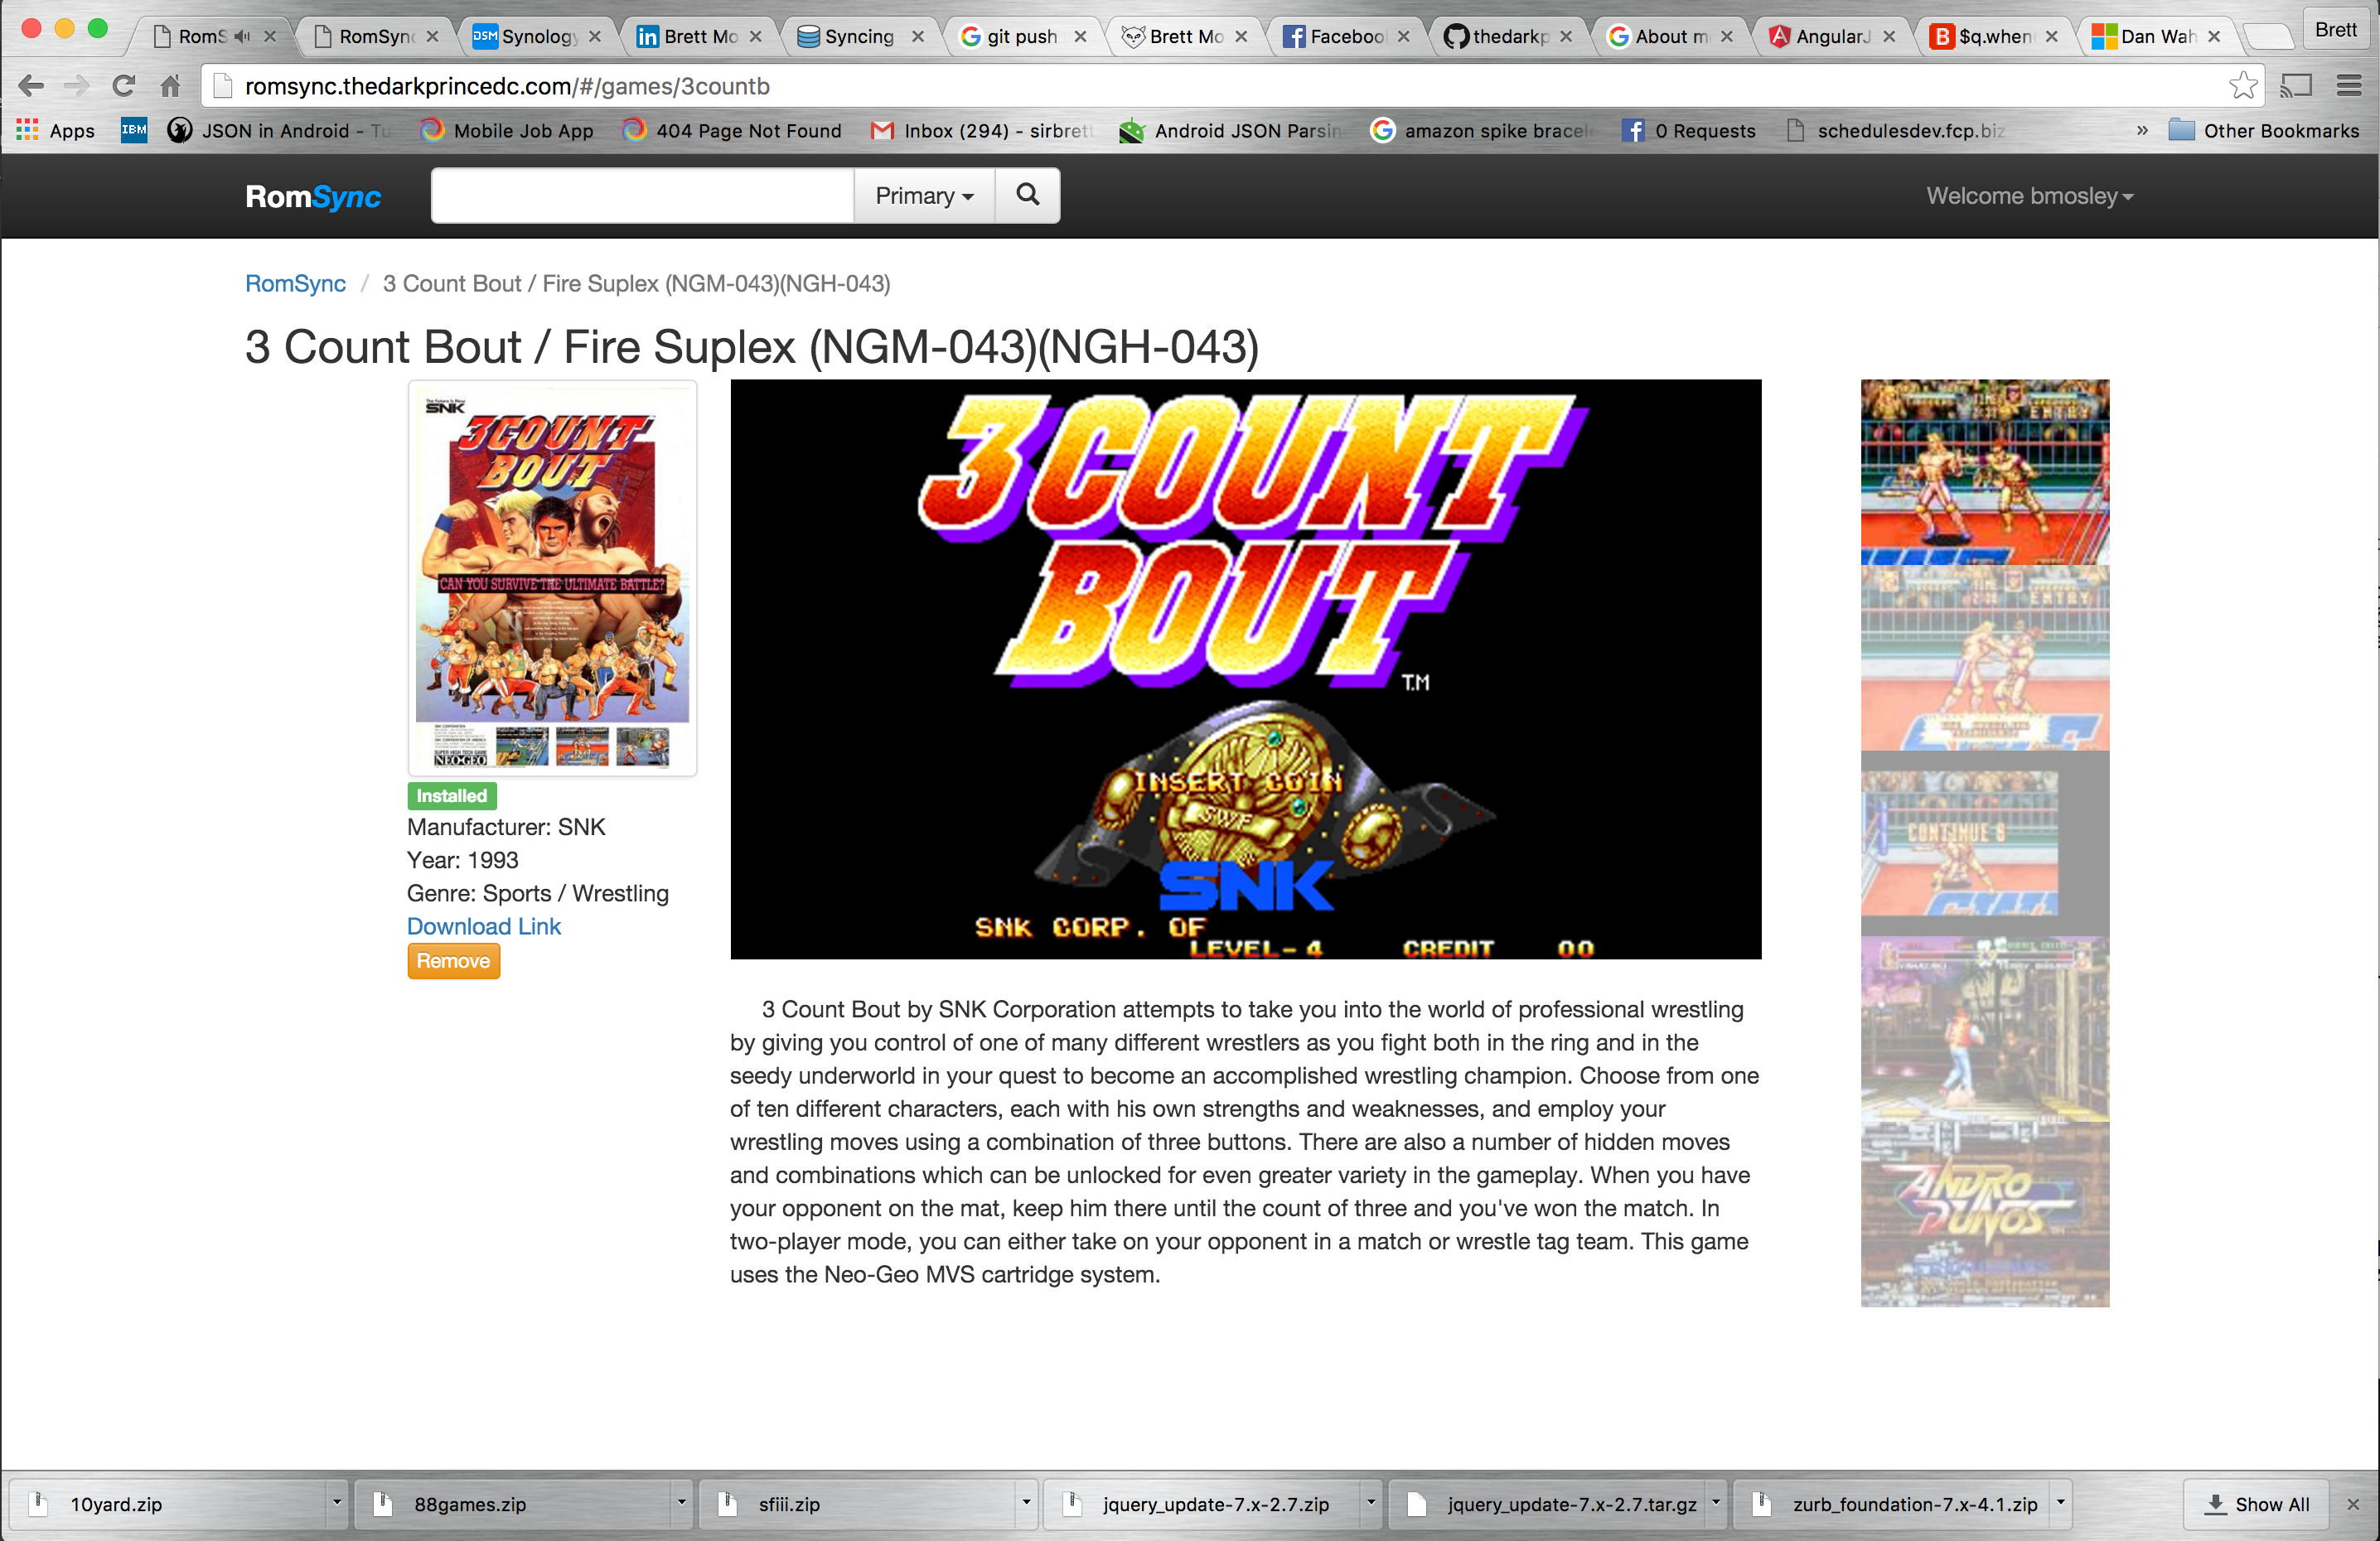 RomS
RomSync
Synology
Brett Mo
Syncing
git push
Brett Mo
Faceboo
thedarkp
About m
AngularJ
$q.when
Dan Wah
Brett
romsync.thedarkprincedc.com/#/games/3countb
Apps
IBM
JSON in Android - Tu
Mobile Job App
404 Page Not Found
Inbox (294) - sirbrett
Android JSON Parsin
amazon spike bracel
0 Requests
schedulesdev.fcp.biz
»
Other Bookmarks
RomSync
Primary
Welcome bmosley
RomSync / 3 Count Bout / Fire Suplex (NGM-043)(NGH-043)
3 Count Bout / Fire Suplex (NGM-043)(NGH-043)
The Future Is Now
SNK
3 COUNT
BOUT
CAN YOU SURVIVE THE ULTIMATE BATTLE?
SUPER HIGH TECH GAME
NEO·GEO
Installed
Manufacturer: SNK
Year: 1993
Genre: Sports / Wrestling
Download Link
Remove
3 COUNT
BOUT
TM
INSERT COIN
SWF
SNK
SNK CORP. OF
LEVEL-4 CREDIT 00
3 Count Bout by SNK Corporation attempts to take you into the world of professional wrestling
by giving you control of one of many different wrestlers as you fight both in the ring and in the
seedy underworld in your quest to become an accomplished wrestling champion. Choose from one
of ten different characters, each with his own strengths and weaknesses, and employ your
wrestling moves using a combination of three buttons. There are also a number of hidden moves
and combinations which can be unlocked for even greater variety in the gameplay. When you have
your opponent on the mat, keep him there until the count of three and you've won the match. In
two-player mode, you can either take on your opponent in a match or wrestle tag team. This game
uses the Neo-Geo MVS cartridge system.
ENTRY
ENTRY
CONTINUE 6
ANDRO
DUNOS
10yard.zip
88games.zip
sfiii.zip
jquery_update-7.x-2.7.zip
jquery_update-7.x-2.7.tar.gz
zurb_foundation-7.x-4.1.zip
Show All